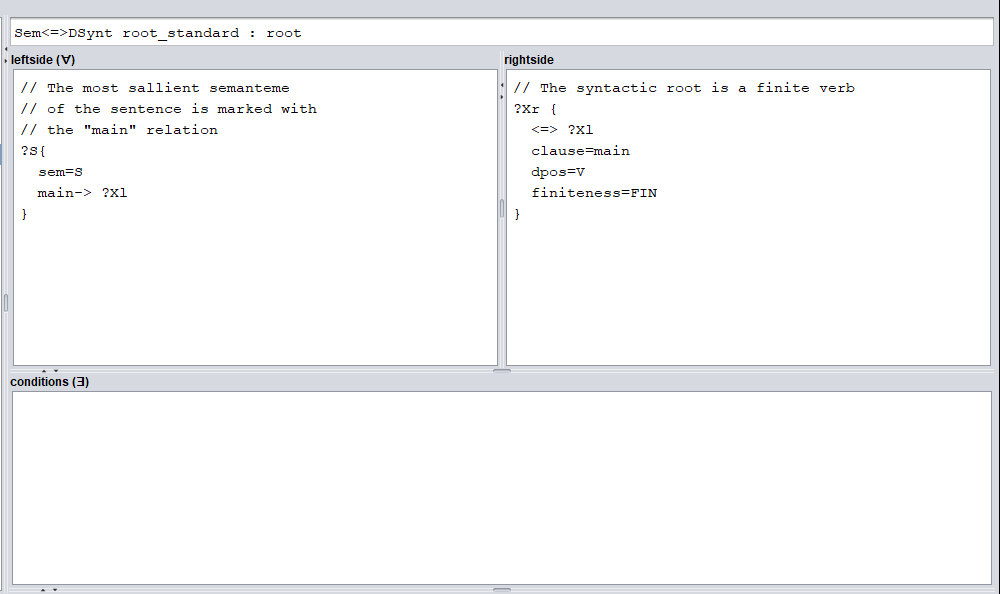 Sem<=>DSynt root_standard : root
leftside (∀)
// The most sallient semanteme
// of the sentence is marked with
// the "main" relation
?S{
  sem=S
  main-> ?Xl
}
rightside
// The syntactic root is a finite verb
?Xr {
  <=> ?Xl
  clause=main
  dpos=V
  finiteness=FIN
}
conditions (∃)